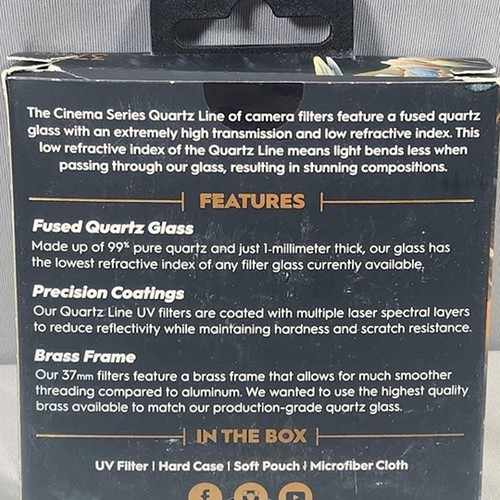 The Cinema Series Quartz Line of camera filters feature a fused quartz
glass with an extremely high transmission and low refractive index. This
low refractive index of the Quartz Line means light bends less when
passing through our glass, resulting in stunning compositions.
FEATURES
Fused Quartz Glass
Made up of 99% pure quartz and just 1-millimeter thick, our glass has
the lowest refractive index of any filter glass currently available.
Precision Coatings
Our Quartz Line UV filters are coated with multiple laser spectral layers
to reduce reflectivity while maintaining hardness and scratch resistance.
Brass Frame
Our 37mm filters feature a brass frame that allows for much smoother
threading compared to aluminum. We wanted to use the highest quality
brass available to match our production-grade quartz glass.
IN THE BOX
UV Filter | Hard Case | Soft Pouch | Microfiber Cloth